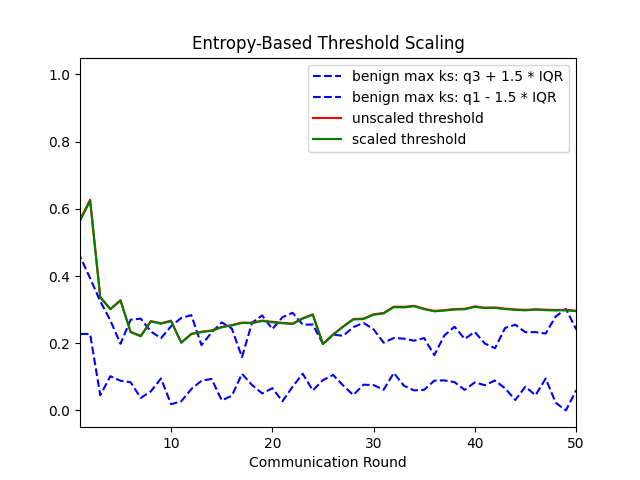 Entropy-Based Threshold Scaling
benign max ks: q3 + 1.5 * IQR
benign max ks: q1 - 1.5 * IQR
unscaled threshold
scaled threshold
1.0
0.8
0.6
0.4
0.2
0.0
10 20 30 40 50
Communication Round